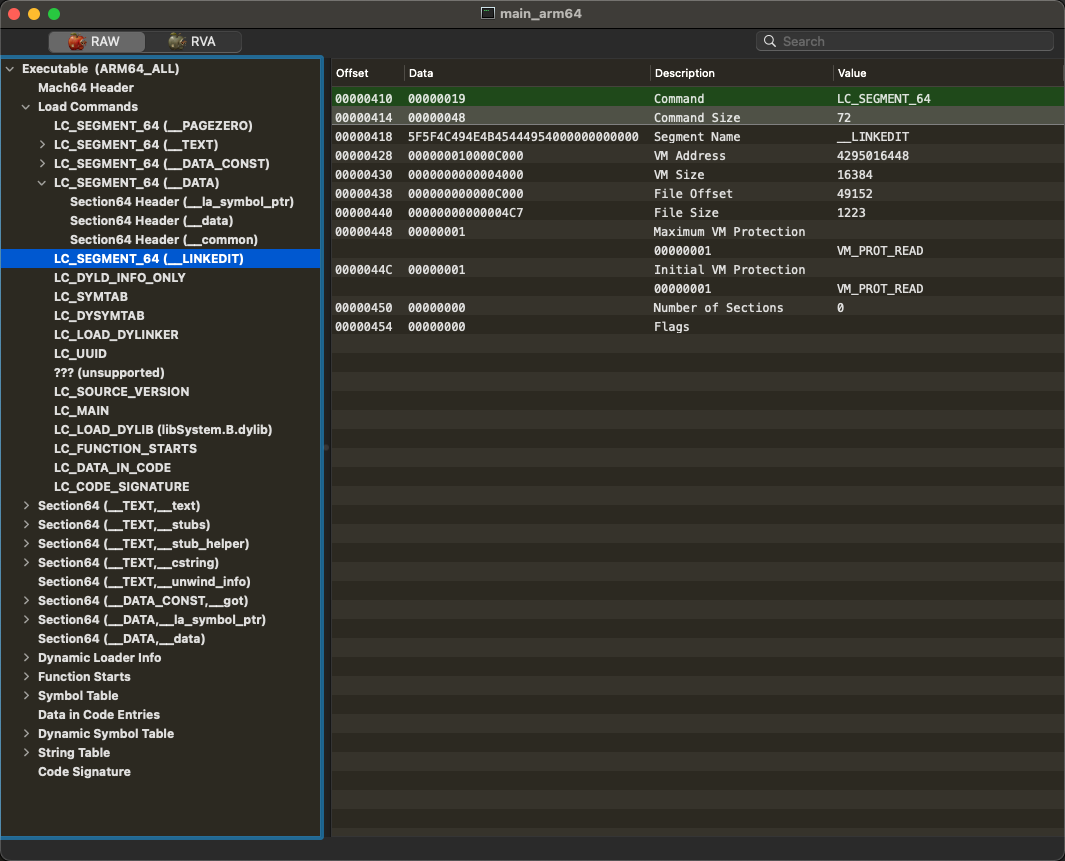 main_arm64
RAW RVA
Search
Executable (ARM64_ALL)
Mach64 Header
Load Commands
LC_SEGMENT_64 (__PAGEZERO)
LC_SEGMENT_64 (__TEXT)
LC_SEGMENT_64 (__DATA_CONST)
LC_SEGMENT_64 (__DATA)
Section64 Header (__la_symbol_ptr)
Section64 Header (__data)
Section64 Header (__common)
LC_SEGMENT_64 (__LINKEDIT)
LC_DYLD_INFO_ONLY
LC_SYMTAB
LC_DYSYMTAB
LC_LOAD_DYLINKER
LC_UUID
??? (unsupported)
LC_SOURCE_VERSION
LC_MAIN
LC_LOAD_DYLIB (libSystem.B.dylib)
LC_FUNCTION_STARTS
LC_DATA_IN_CODE
LC_CODE_SIGNATURE
Section64 (__TEXT,__text)
Section64 (__TEXT,__stubs)
Section64 (__TEXT,__stub_helper)
Section64 (__TEXT,__cstring)
Section64 (__TEXT,__unwind_info)
Section64 (__DATA_CONST,__got)
Section64 (__DATA,__la_symbol_ptr)
Section64 (__DATA,__data)
Dynamic Loader Info
Function Starts
Symbol Table
Data in Code Entries
Dynamic Symbol Table
String Table
Code Signature
Offset Data Description Value
00000410 00000019 Command LC_SEGMENT_64
00000414 00000048 Command Size 72
00000418 5F5F4C494E4B45444954000000000000 Segment Name __LINKEDIT
00000428 000000010000C000 VM Address 4295016448
00000430 0000000000004000 VM Size 16384
00000438 000000000000C000 File Offset 49152
00000440 00000000000004C7 File Size 1223
00000448 00000001 Maximum VM Protection
00000001 VM_PROT_READ
0000044C 00000001 Initial VM Protection
00000001 VM_PROT_READ
00000450 00000000 Number of Sections 0
00000454 00000000 Flags